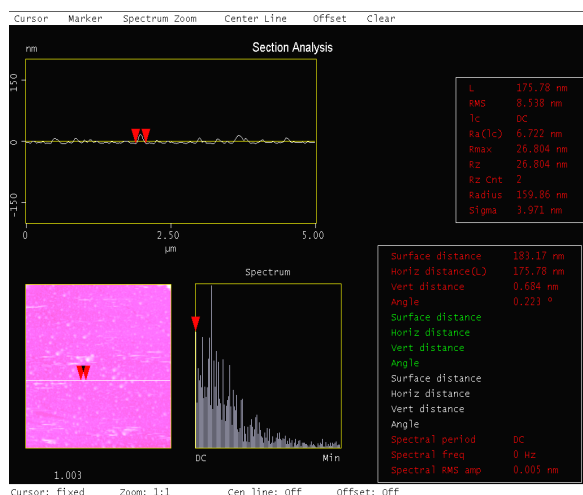 Cursor Marker Spectrum Zoom Center Line Offset Clear
nm
Section Analysis
150
0
-150
0 2.50 5.00
µm
L 175.78 nm
RMS 8.538 nm
lc DC
Ra(lc) 6.722 nm
Rmax 26.804 nm
Rz 26.804 nm
Rz Cnt 2
Radius 159.86 nm
Sigma 3.971 nm
Surface distance 183.17 nm
Horiz distance(L) 175.78 nm
Vert distance 0.684 nm
Angle 0.223 º
Surface distance
Horiz distance
Vert distance
Angle
Surface distance
Horiz distance
Vert distance
Angle
Spectral period DC
Spectral freq 0 Hz
Spectral RMS amp 0.005 nm
Spectrum
DC Min
1.003
Cursor: fixed Zoom: 1:1 Cen line: Off Offset: Off